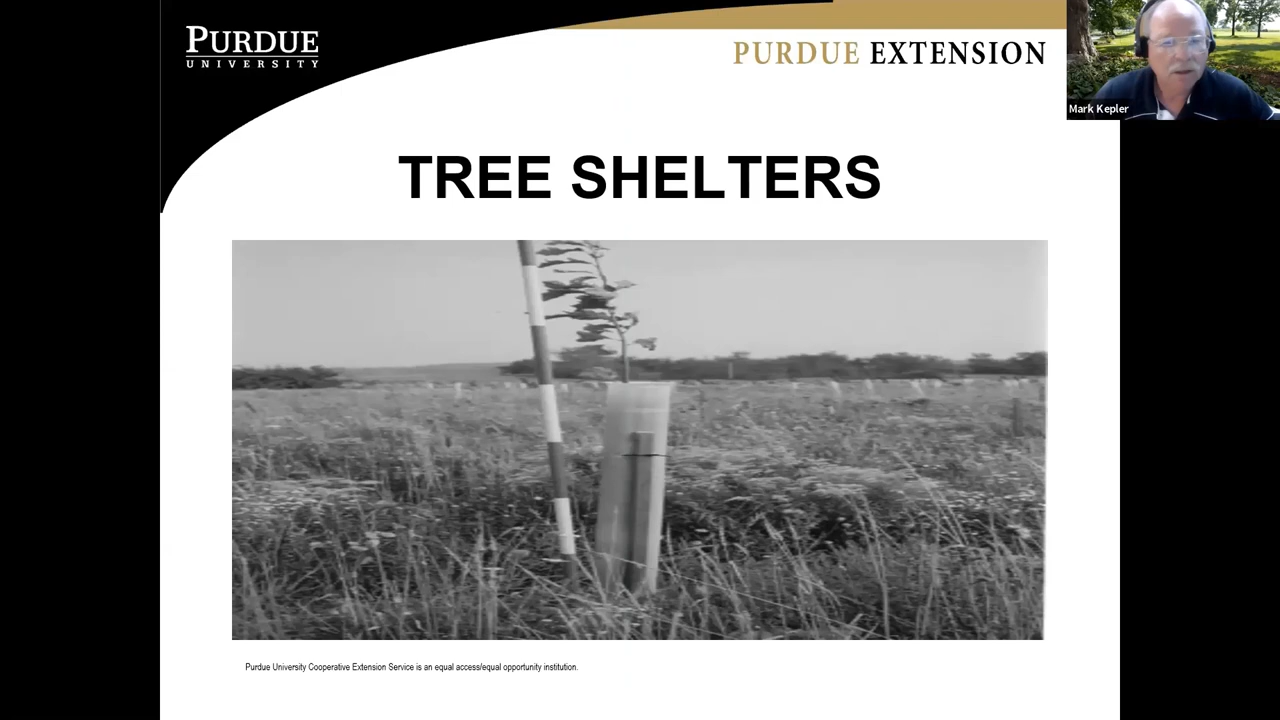 PURDUE
UNIVERSITY
PURDUE EXTENSION
Mark Kepler
TREE SHELTERS
Purdue University Cooperative Extension Service is an equal access/equal opportunity institution.